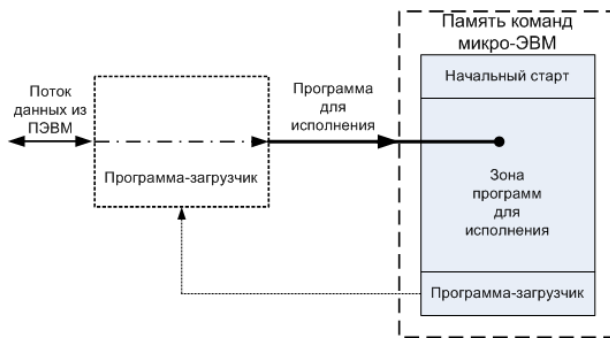 Память команд
микро-ЭВМ
Начальный старт
Поток
данных из
ПЭВМ
Программа
для
исполнения
Программа-загрузчик
Зона
программ
для
исполнения
Программа-загрузчик